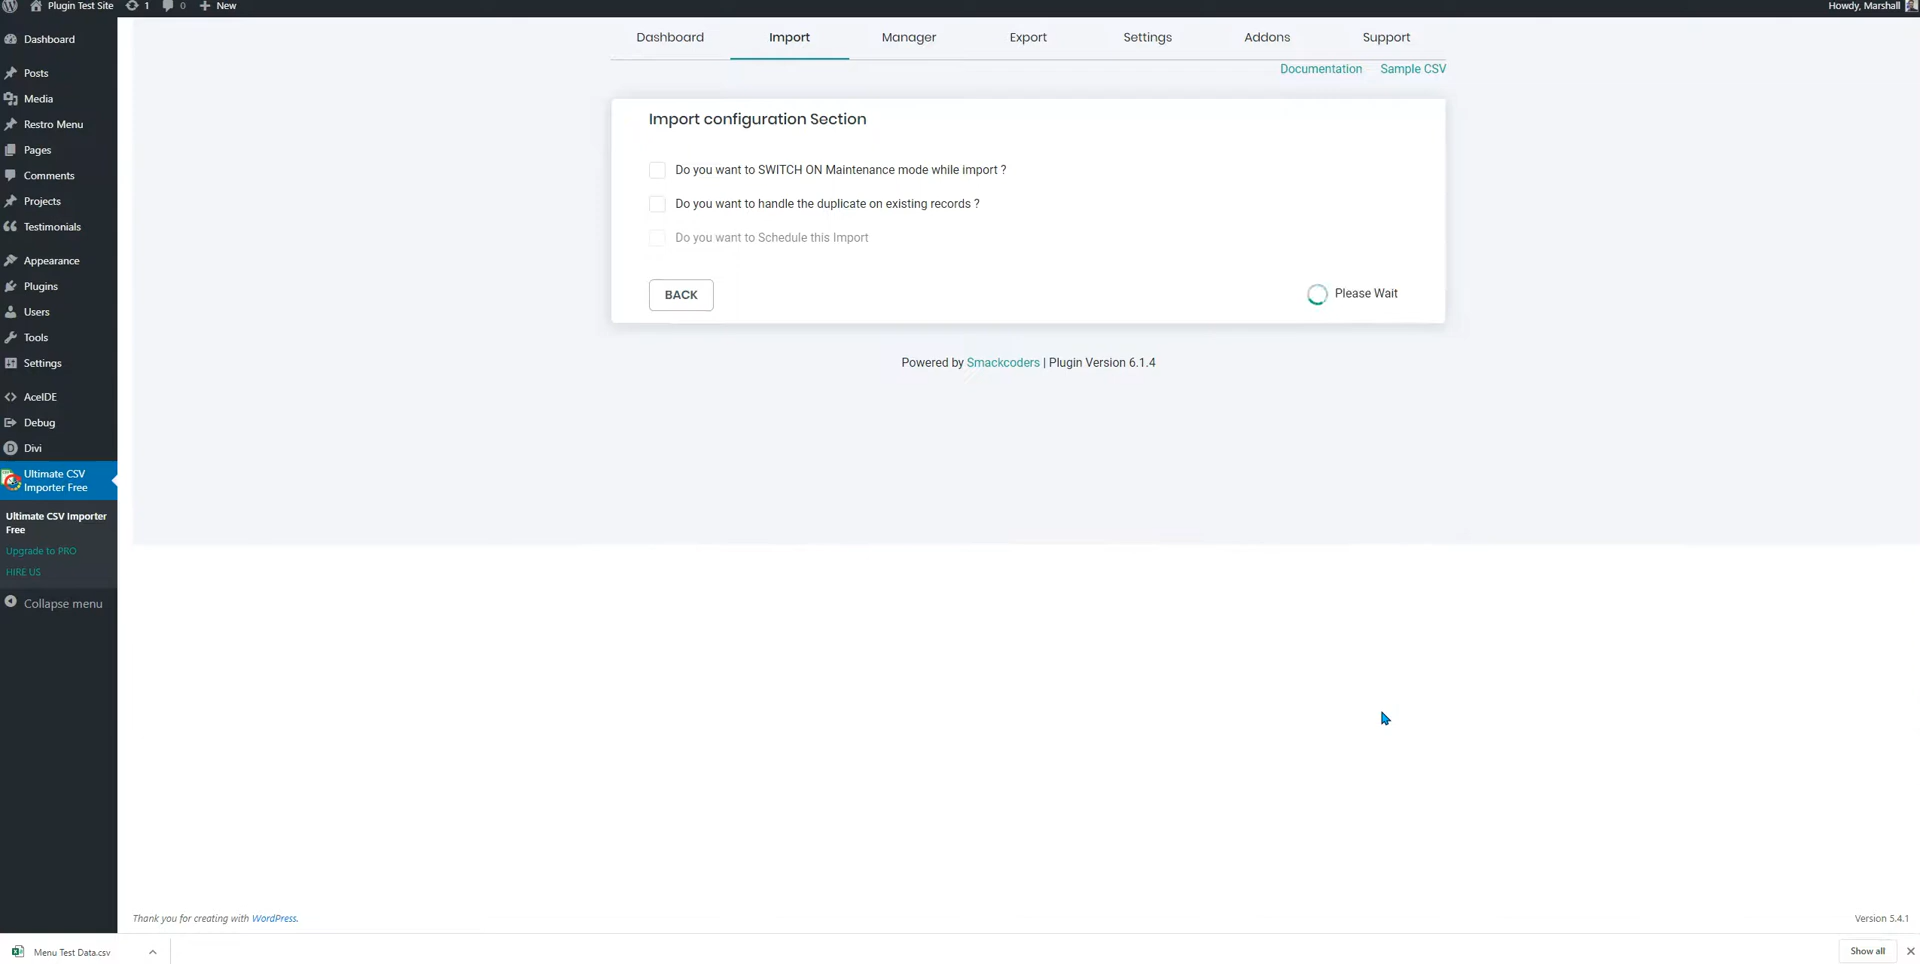 Plugin Test Site 1 0 New Howdy, Marshall
Dashboard
Posts
Media
Restro Menu
Pages
Comments
Projects
Testimonials
Appearance
Plugins
Users
Tools
Settings
AceIDE
Debug
Divi
Ultimate CSV
Importer Free
Ultimate CSV Importer
Free
Upgrade to PRO
HIRE US
Collapse menu
Dashboard Import Manager Export Settings Addons Support
Documentation Sample CSV
Import configuration Section
Do you want to SWITCH ON Maintenance mode while import ?
Do you want to handle the duplicate on existing records ?
Do you want to Schedule this Import
BACK Please Wait
Powered by Smackcoders | Plugin Version 6.1.4
Thank you for creating with WordPress. Version 5.4.1
Menu Test Data.csv Show all